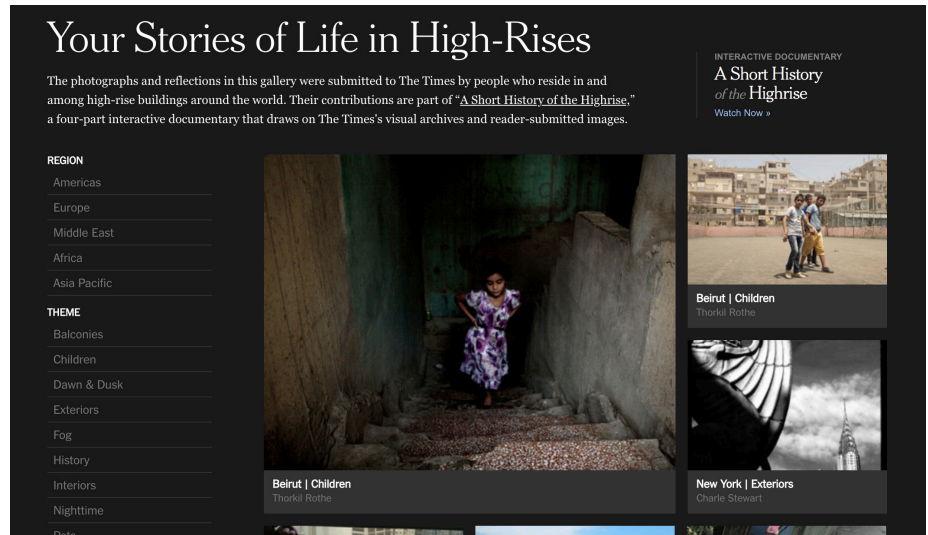 Your Stories of Life in High-Rises
The photographs and reflections in this gallery were submitted to The Times by people who reside in and
among high-rise buildings around the world. Their contributions are part of “A Short History of the Highrise,”
a four-part interactive documentary that draws on The Times's visual archives and reader-submitted images.
INTERACTIVE DOCUMENTARY
A Short History
of the Highrise
Watch Now »
REGION
Americas
Europe
Middle East
Africa
Asia Pacific
THEME
Balconies
Children
Dawn & Dusk
Exteriors
Fog
History
Interiors
Nighttime
Beirut | Children
Thorkil Rothe
Beirut | Children
Thorkil Rothe
New York | Exteriors
Charle Stewart